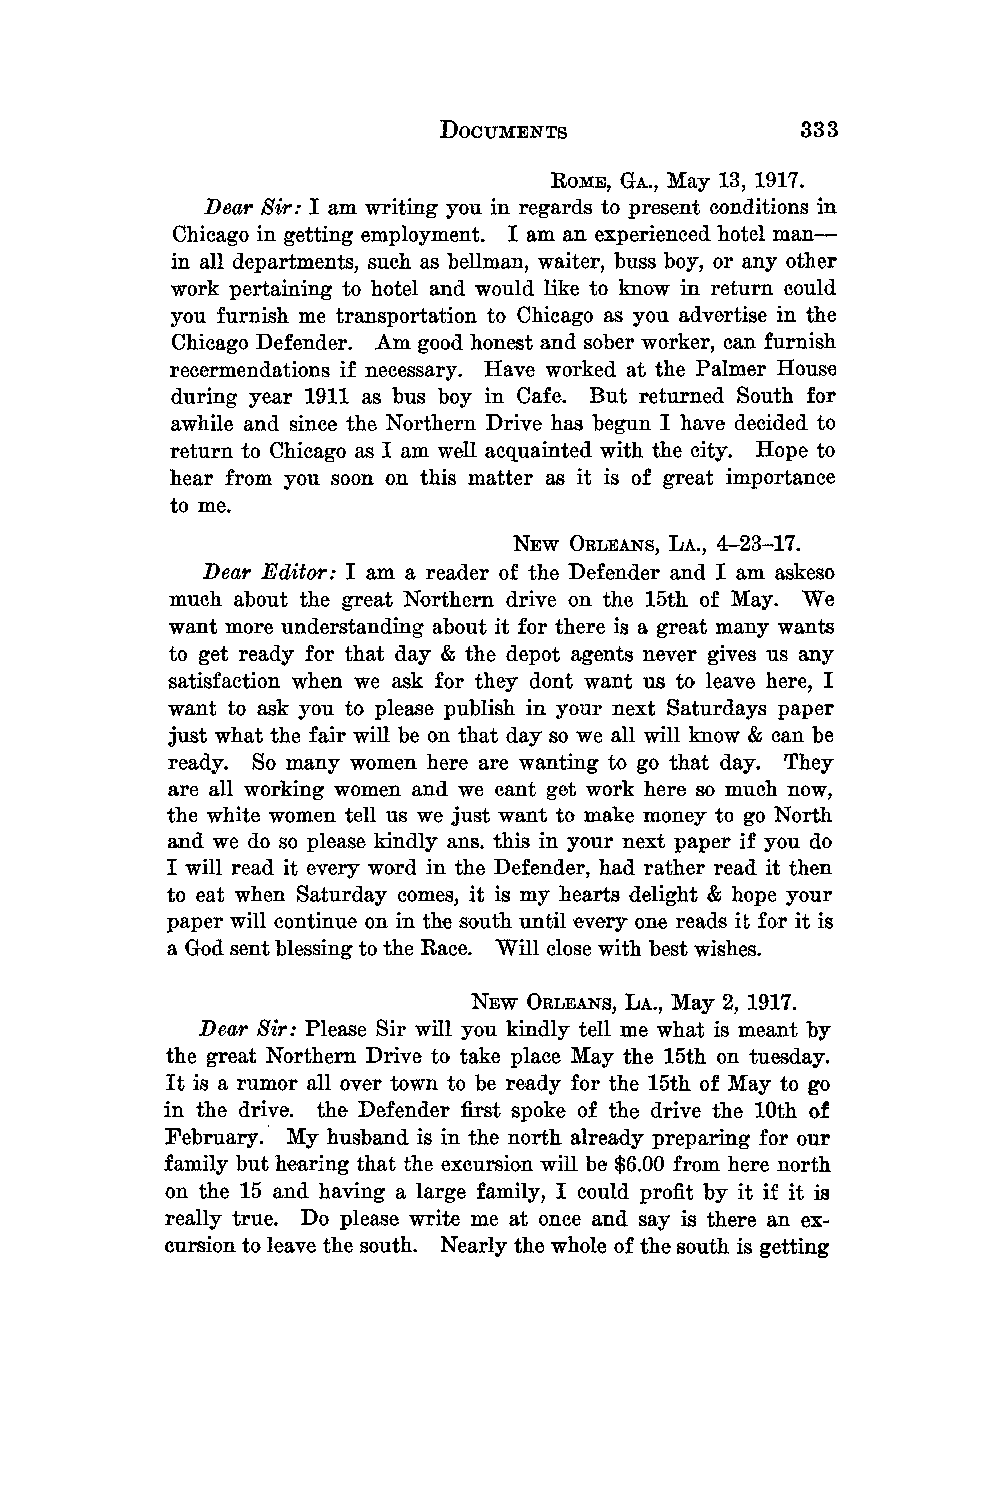 DOCUMENTS 333
ROME, GA., May 13, 1917.
Dear Sir: I am writing you in regards to present conditions in
Chicago in getting employment. I am an experienced hotel man—
in all departments, such as bellman, waiter, buss boy, or any other
work pertaining to hotel and would like to know in return could
you furnish me transportation to Chicago as you advertise in the
Chicago Defender. Am good honest and sober worker, can furnish
recermendations if necessary. Have worked at the Palmer House
during year 1911 as bus boy in Cafe. But returned South for
awhile and since the Northern Drive has begun I have decided to
return to Chicago as I am well acquainted with the city. Hope to
hear from you soon on this matter as it is of great importance
to me.
NEW ORLEANS, LA., 4–23–17.
Dear Editor: I am a reader of the Defender and I am askeso
much about the great Northern drive on the 15th of May. We
want more understanding about it for there is a great many wants
to get ready for that day & the depot agents never gives us any
satisfaction when we ask for they dont want us to leave here, I
want to ask you to please publish in your next Saturdays paper
just what the fair will be on that day so we all will know & can be
ready. So many women here are wanting to go that day. They
are all working women and we cant get work here so much now,
the white women tell us we just want to make money to go North
and we do so please kindly ans. this in your next paper if you do
I will read it every word in the Defender, had rather read it then
to eat when Saturday comes, it is my hearts delight & hope your
paper will continue on in the south until every one reads it for it is
a God sent blessing to the Race. Will close with best wishes.
NEW ORLEANS, LA., May 2, 1917.
Dear Sir: Please Sir will you kindly tell me what is meant by
the great Northern Drive to take place May the 15th on tuesday.
It is a rumor all over town to be ready for the 15th of May to go
in the drive. the Defender first spoke of the drive the 10th of
February. My husband is in the north already preparing for our
family but hearing that the excursion will be $6.00 from here north
on the 15 and having a large family, I could profit by it if it is
really true. Do please write me at once and say is there an ex-
cursion to leave the south. Nearly the whole of the south is getting